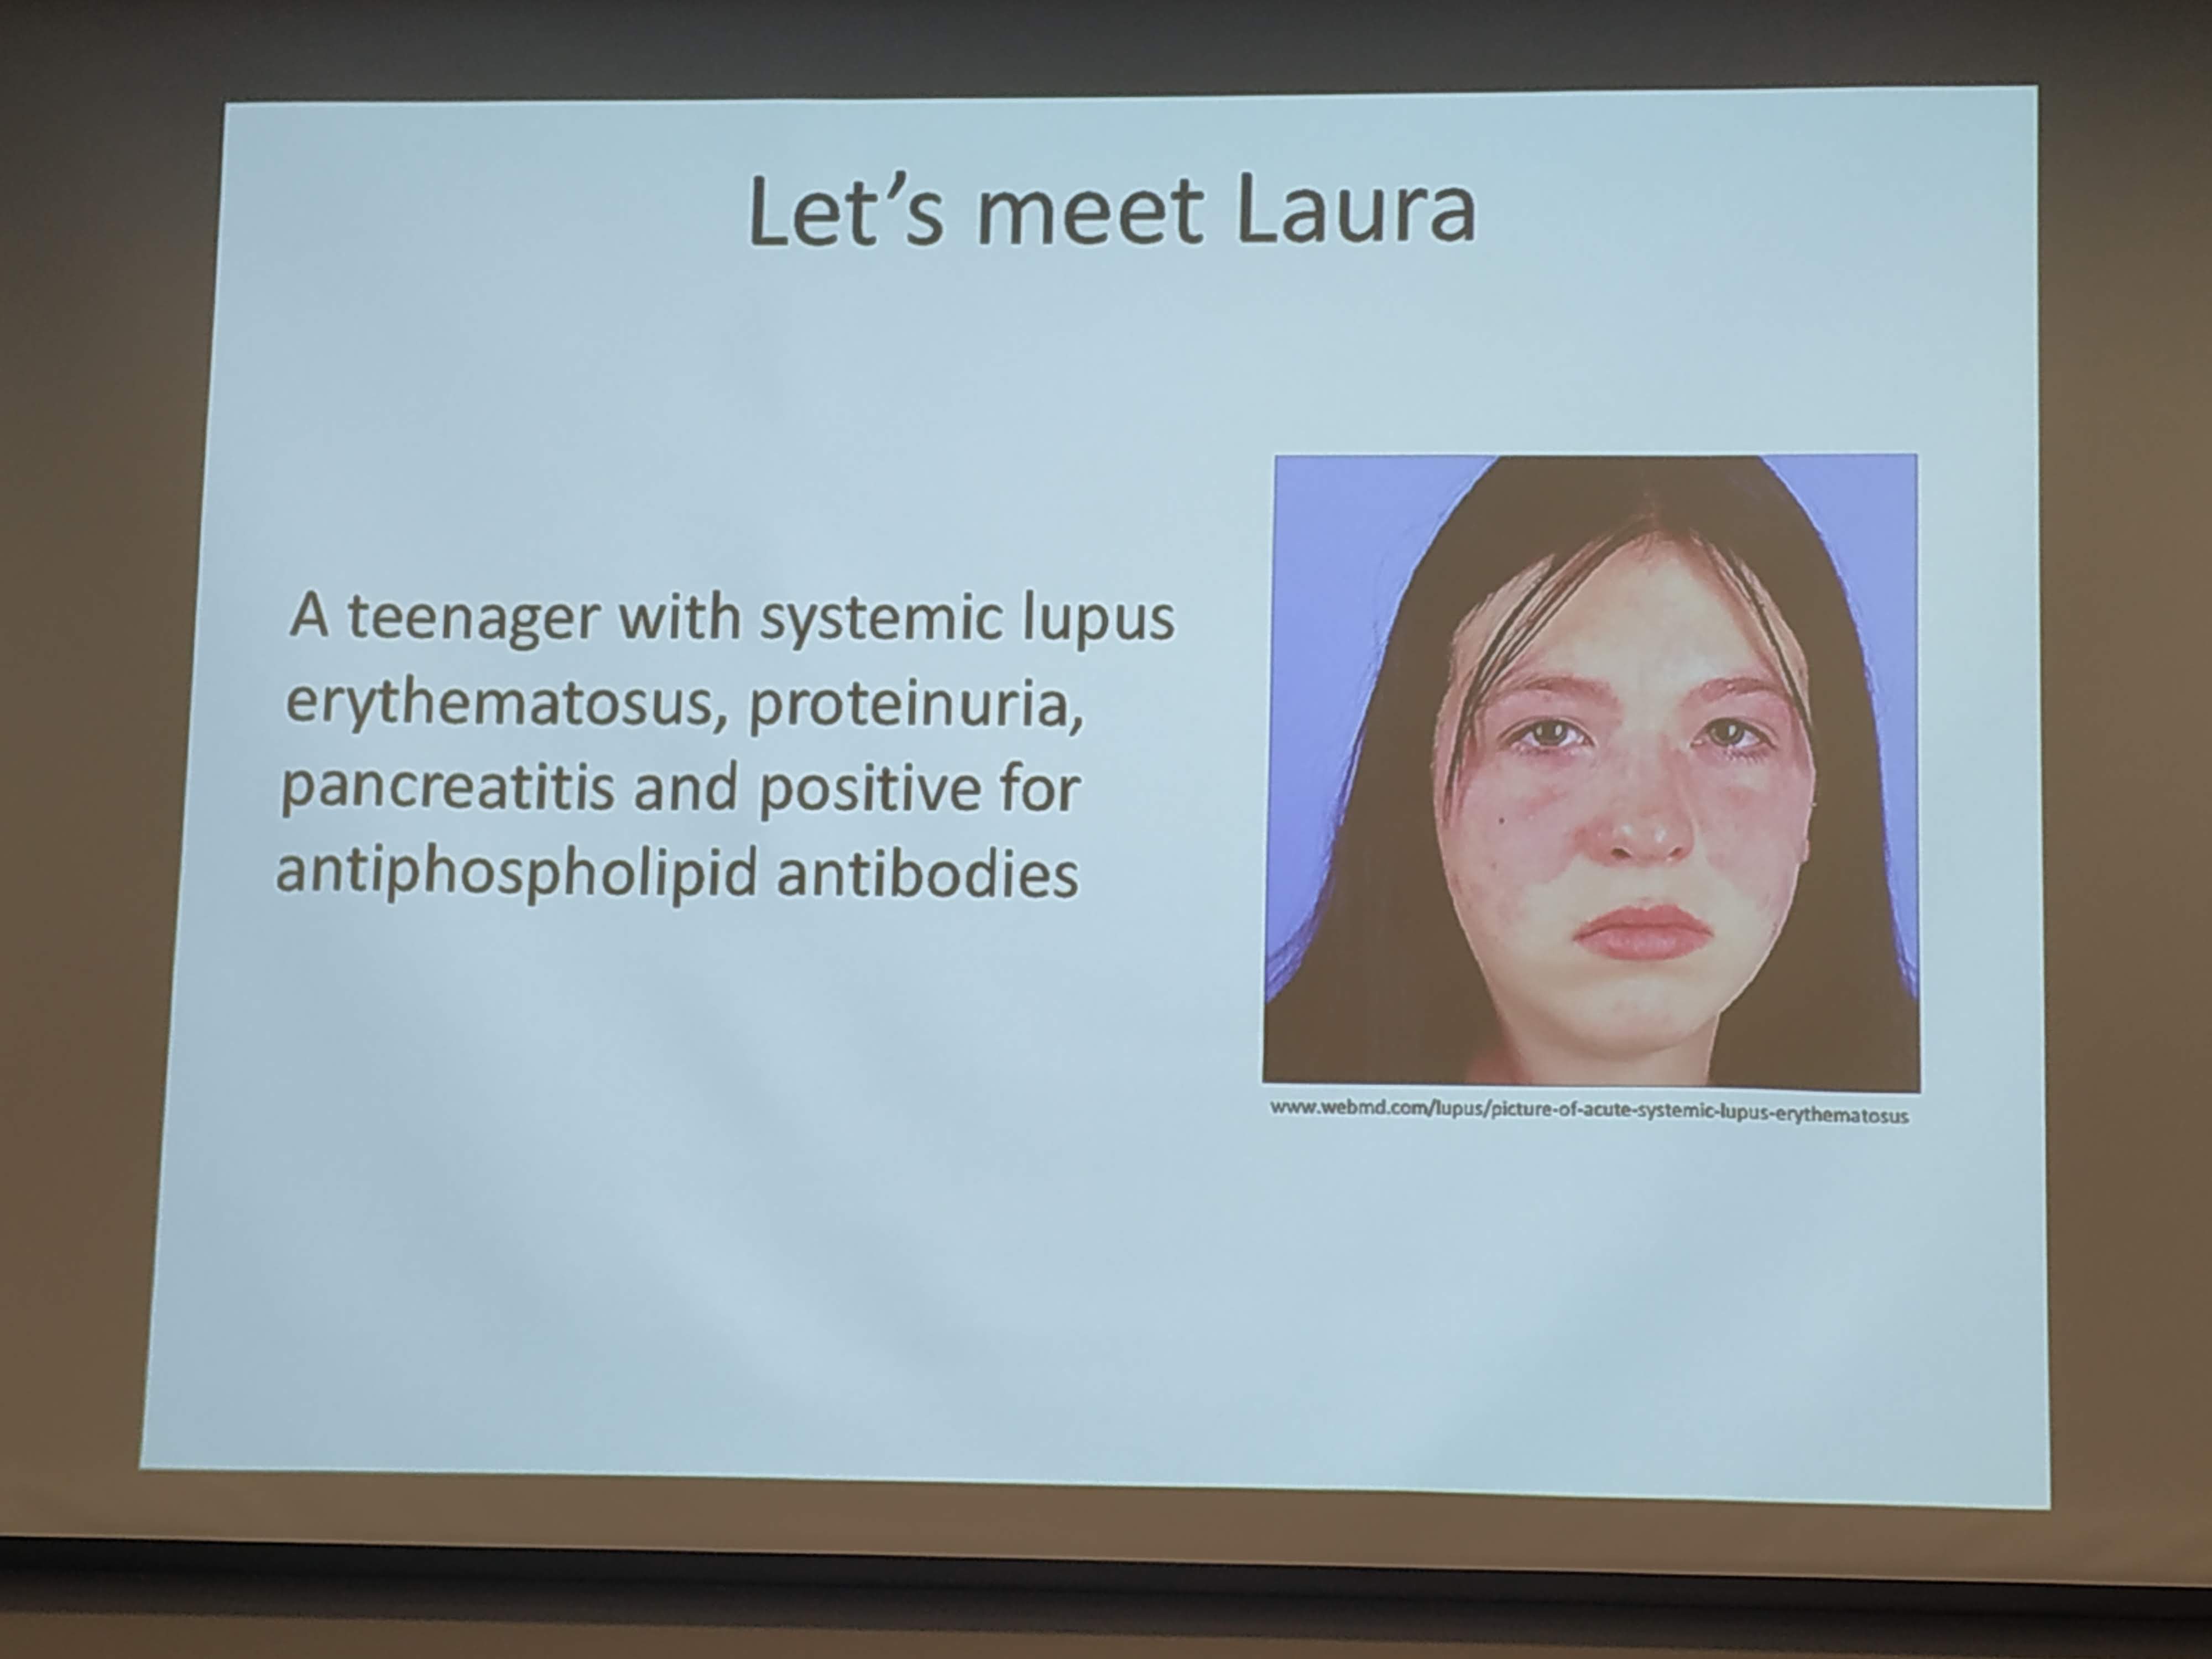 Let's meet Laura
A teenager with systemic lupus
erythematosus, proteinuria,
pancreatitis and positive for
antiphospholipid antibodies
www.webmd.com/lupus/picture-of-acute-systemic-lupus-erythematosus